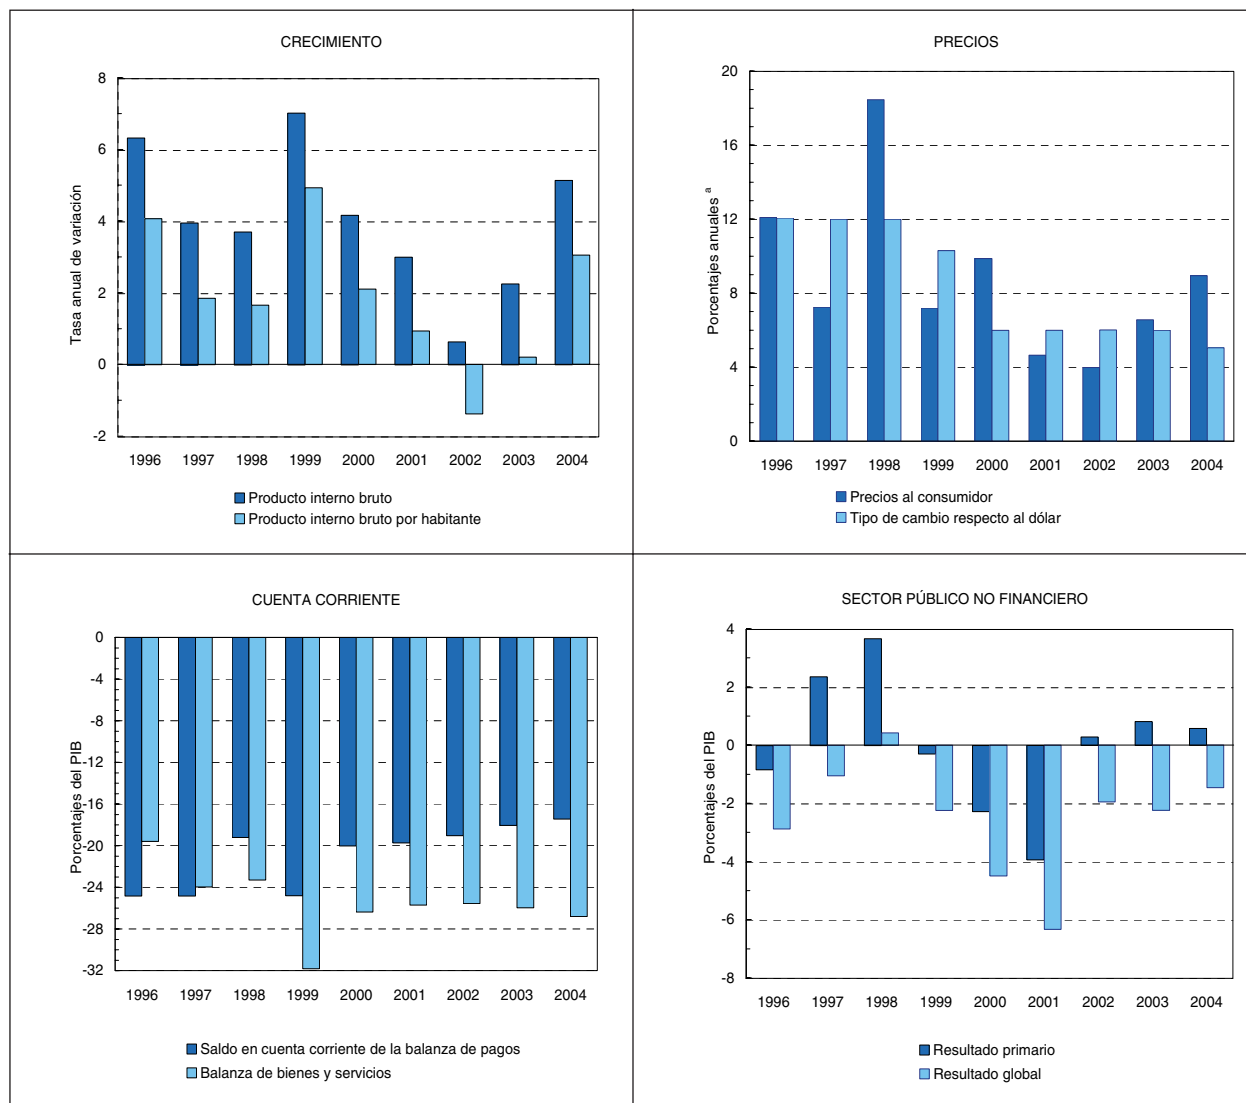 CRECIMIENTO
Tasa anual de variación
8
6
4
2
0
-2
1996 1997 1998 1999 2000 2001 2002 2003 2004
Producto interno bruto
Producto interno bruto por habitante
PRECIOS
Porcentajes anuales a
20
16
12
8
4
0
1996 1997 1998 1999 2000 2001 2002 2003 2004
Precios al consumidor
Tipo de cambio respecto al dólar
CUENTA CORRIENTE
Porcentajes del PIB
0
-4
-8
-12
-16
-20
-24
-28
-32
1996 1997 1998 1999 2000 2001 2002 2003 2004
Saldo en cuenta corriente de la balanza de pagos
Balanza de bienes y servicios
SECTOR PÚBLICO NO FINANCIERO
Porcentajes del PIB
4
2
0
-2
-4
-6
-8
1996 1997 1998 1999 2000 2001 2002 2003 2004
Resultado primario
Resultado global